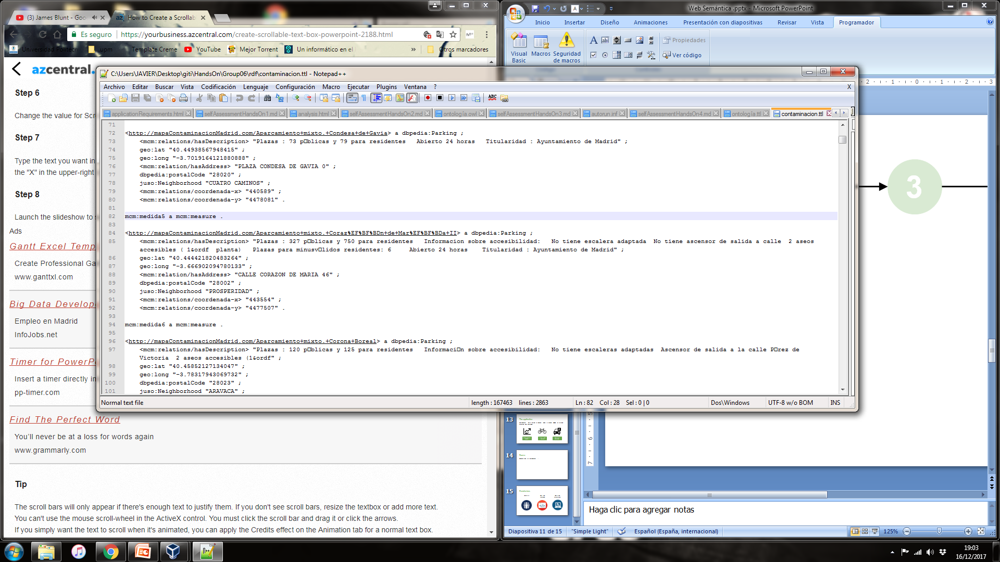 (3) James Blunt - Goo
How to Create a Scrollab
Es seguro
https://yourbusiness.azcentral.com/create-scrollable-text-box-powerpoint-2188.html
Universidad Politécn
upm
Template Creme
YouTube
Mejor Torrent
Un informático en el
»
Otros marcadores
azcentral.
Step 6
Change the value for Scr
Step 7
Type the text you want in
the "X" in the upper-right
Step 8
Launch the slideshow to s
Ads
Gantt Excel Temp
Create Professional Ga
www.ganttxl.com
Big Data Develope
Empleo en Madrid
InfoJobs.net
Timer for PowerP
Insert a timer directly in
pp-timer.com
Find The Perfect Word
You'll never be at a loss for words again
www.grammarly.com
Tip
The scroll bars will only appear if there's enough text to justify them. If you don't see scroll bars, resize the textbox or add more text.
You can't use the mouse scroll-wheel in the ActiveX control. You must click the scroll bar and drag it or click the arrows.
If you simply want the text to scroll when it's animated, you can apply the Credits effect on the Animation tab for a normal text box.
Web Semántica .pptx - Microsoft PowerPoint
Inicio Insertar Diseño Animaciones Presentación con diapositivas Revisar Vista Programador
Visual Basic
Macros
Seguridad de macros
Propiedades
Ver código
C:\Users\JAVIER\Desktop\giti\HandsOn\Group06\rdf\contaminacion.ttl - Notepad++
Archivo Editar Buscar Vista Codificación Lenguaje Configuración Macro Ejecutar Plugins Ventana ? X
applicationRequirements.html selfAssessmentHandsOn1.md analysis.html selfAssessmentHandsOn2.md ontología.owl selfAssessmentHandsOn3.md autorun.inf selfAssessmentHandsOn4.md ontología.ttl contaminacion.ttl
71
72 <http://mapaContaminacionMadrid.com/Aparcamiento+mixto.+Condesa+de+Gavia> a dbpedia:Parking ;
73 <mcm:relations/hasDescription> "Plazas : 73 p□blicas y 79 para residentes Abierto 24 horas Titularidad : Ayuntamiento de Madrid" ;
74 geo:lat "40.44938567948415" ;
75 geo:long "-3.7019164121880888" ;
76 <mcm:relation/hasAddress> "PLAZA CONDESA DE GAVIA 0" ;
77 dbpedia:postalCode "28020" ;
78 juso:Neighborhood "CUATRO CAMINOS" ;
79 <mcm:relations/coordenada-x> "440589" ;
80 <mcm:relations/coordenada-y> "4478081" .
81
82 mcm:medida5 a mcm:measure .
83
84 <http://mapaContaminacionMadrid.com/Aparcamiento+mixto.+Coraz%EF%BF%BDn+de+Mar%EF%BF%BDa+II> a dbpedia:Parking ;
85 <mcm:relations/hasDescription> "Plazas : 327 p□blicas y 750 para residentes Informacion sobre accesibilidad: No tiene escalera adaptada No tiene ascensor de salida a calle 2 aseos
accesibles ( 1&ordf planta) Plazas para minusv□lidos residentes: 6 Abierto 24 horas Titularidad : Ayuntamiento de Madrid" ;
86 geo:lat "40.444421820483264" ;
87 geo:long "-3.666902094780133" ;
88 <mcm:relation/hasAddress> "CALLE CORAZON DE MARIA 46" ;
89 dbpedia:postalCode "28002" ;
90 juso:Neighborhood "PROSPERIDAD" ;
91 <mcm:relations/coordenada-x> "443554" ;
92 <mcm:relations/coordenada-y> "4477507" .
93
94 mcm:medida6 a mcm:measure .
95
96 <http://mapaContaminacionMadrid.com/Aparcamiento+mixto.+Corona+Boreal> a dbpedia:Parking ;
97 <mcm:relations/hasDescription> "Plazas : 120 p□blicas y 125 para residentes Informaci□n sobre accesibilidad: No tiene escaleras adaptadas Ascensor de salida a la calle P□rez de
Victoria 2 aseos accesibles (1&ordf" ;
98 geo:lat "40.45852127134047" ;
99 geo:long "-3.78317943069732" ;
100 dbpedia:postalCode "28023" ;
101 juso:Neighborhood "ARAVACA" ;
Normal text file length : 167463 lines : 2863 Ln : 82 Col : 28 Sel : 0 | 0 Dos\Windows UTF-8 w/o BOM INS
2 1 0 1 2 3
3
13
14
15
5 6 7
Haga clic para agregar notas
Diapositiva 11 de 15 "Simple Light" Español (España, internacional) 125%
19:03
16/12/2017